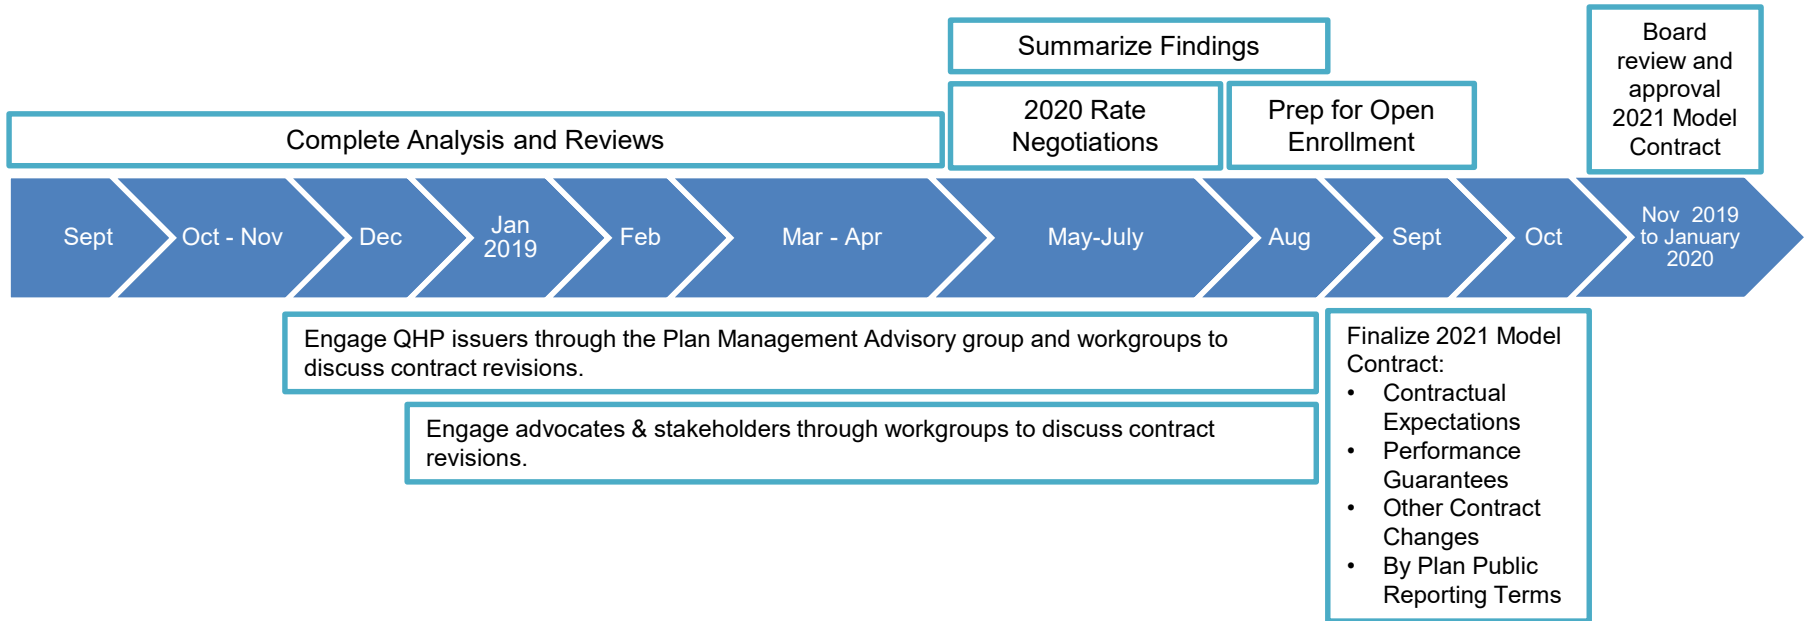 Summarize Findings
Board
review and
approval
2021 Model
Contract
2020 Rate
Negotiations
Prep for Open
Enrollment
Complete Analysis and Reviews
Sept
Oct - Nov
Dec
Jan
2019
Feb
Mar - Apr
May-July
Aug
Sept
Oct
Nov 2019
to January
2020
Engage QHP issuers through the Plan Management Advisory group and workgroups to
discuss contract revisions.
Engage advocates & stakeholders through workgroups to discuss contract
revisions.
Finalize 2021 Model
Contract:
• Contractual
Expectations
• Performance
Guarantees
• Other Contract
Changes
• By Plan Public
Reporting Terms